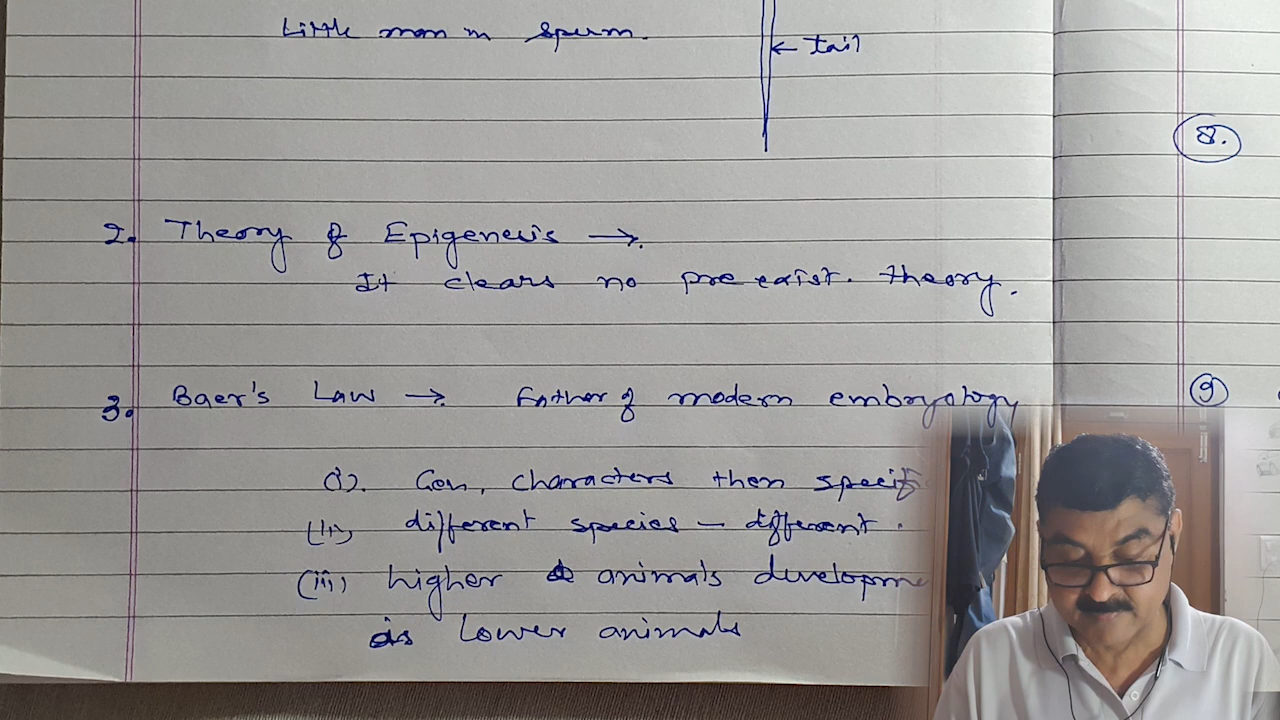 Little man in sperm.
← tail
8.
2. Theory of Epigenesis →.
It clears no pre exist. theory.
3. Baer's Law → Father of modern embryology
9
(i). Gen, characters then specif
(ii) different species - different.
(iii) higher animals developme
as Lower animals